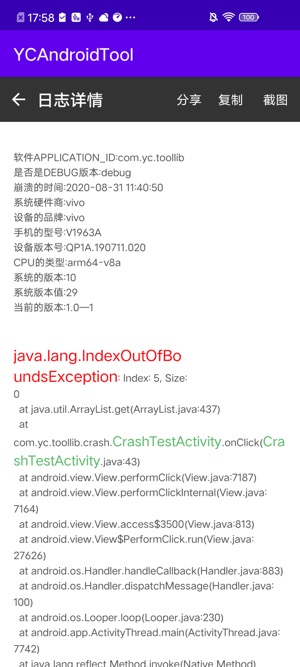 17:58
100
YCAndroidTool
日志详情 分享 复制 截图
软件APPLICATION_ID:com.yc.toollib
是否是DEBUG版本:debug
崩溃的时间:2020-08-31 11:40:50
系统硬件商:vivo
设备的品牌:vivo
手机的型号:V1963A
设备版本号:QP1A.190711.020
CPU的类型:arm64-v8a
系统的版本:10
系统版本值:29
当前的版本:1.0—1
java.lang.IndexOutOfBo
undsException: Index: 5, Size:
0
at java.util.ArrayList.get(ArrayList.java:437)
at
com.yc.toollib.crash.CrashTestActivity.onClick(Cra
shTestActivity.java:43)
at android.view.View.performClick(View.java:7187)
at android.view.View.performClickInternal(View.java:
7164)
at android.view.View.access$3500(View.java:813)
at android.view.View$PerformClick.run(View.java:
27626)
at android.os.Handler.handleCallback(Handler.java:883)
at android.os.Handler.dispatchMessage(Handler.java:
100)
at android.os.Looper.loop(Looper.java:230)
at android.app.ActivityThread.main(ActivityThread.java:
7742)
at java.lang.reflect.Method.invoke(Native Method)